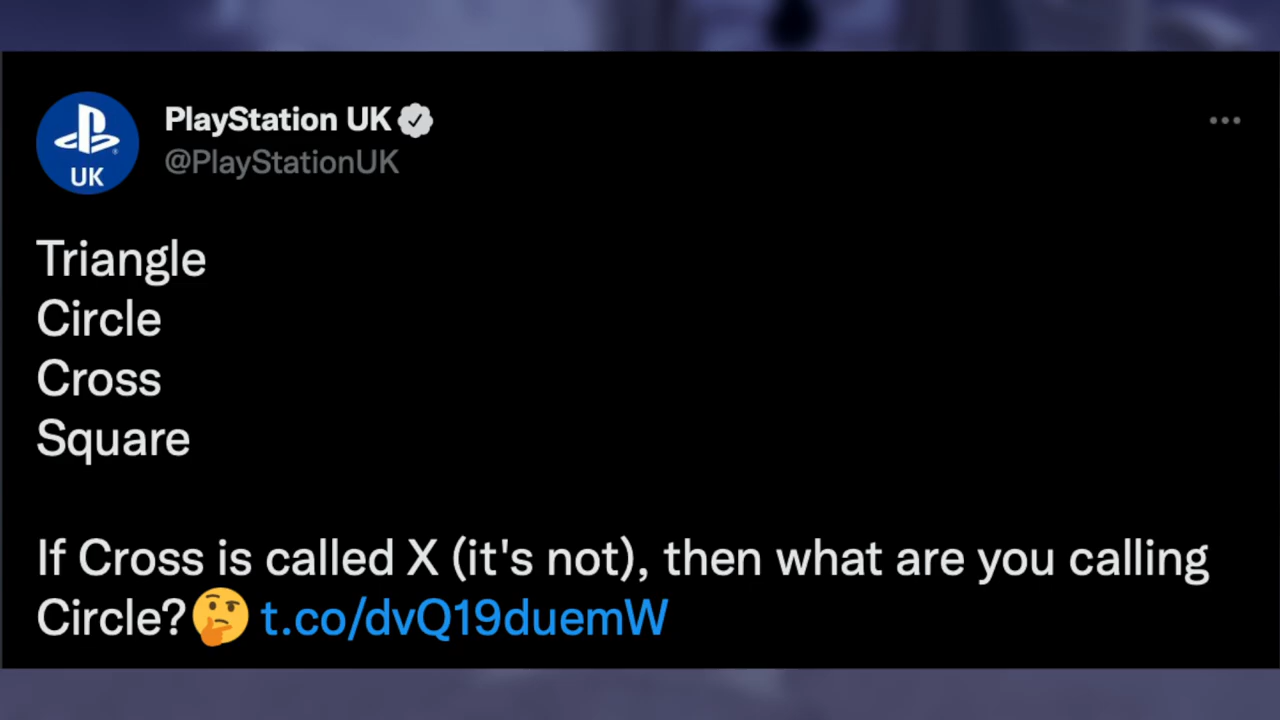 PlayStation UK
@PlayStationUK
UK
Triangle
Circle
Cross
Square
If Cross is called X (it's not), then what are you calling
Circle?🤔 t.co/dvQ19duemW